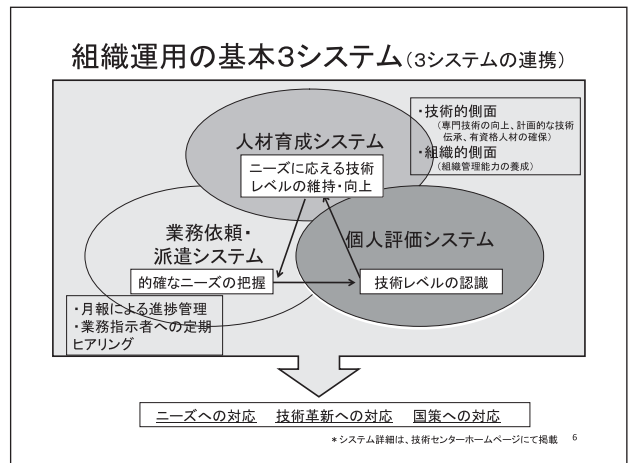 組織運用の基本3システム(3システムの連携)
・技術的側面
(専門技術の向上、計画的な技術
伝承、有資格人材の確保)
・組織的側面
(組織管理能力の養成)
人材育成システム
ニーズに応える技術
レベルの維持・向上
業務依頼・
派遣システム
的確なニーズの把握
個人評価システム
技術レベルの認識
・月報による進捗管理
・業務指示者への定期
ヒアリング
ニーズへの対応 技術革新への対応 国策への対応
*システム詳細は、技術センターホームページにて掲載 6